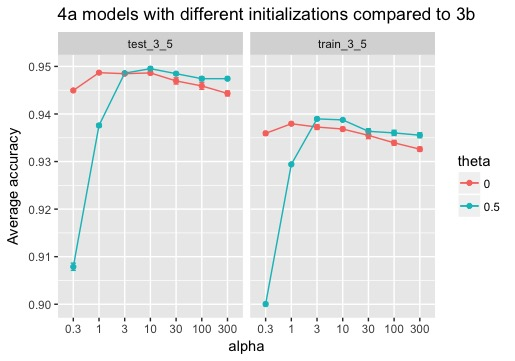 4a models with different initializations compared to 3b
test_3_5
train_3_5
0.95
0.94
0.93
0.92
0.91
0.90
Average accuracy
0.3 1 3 10 30 100 300
0.3 1 3 10 30 100 300
alpha
theta
0
0.5